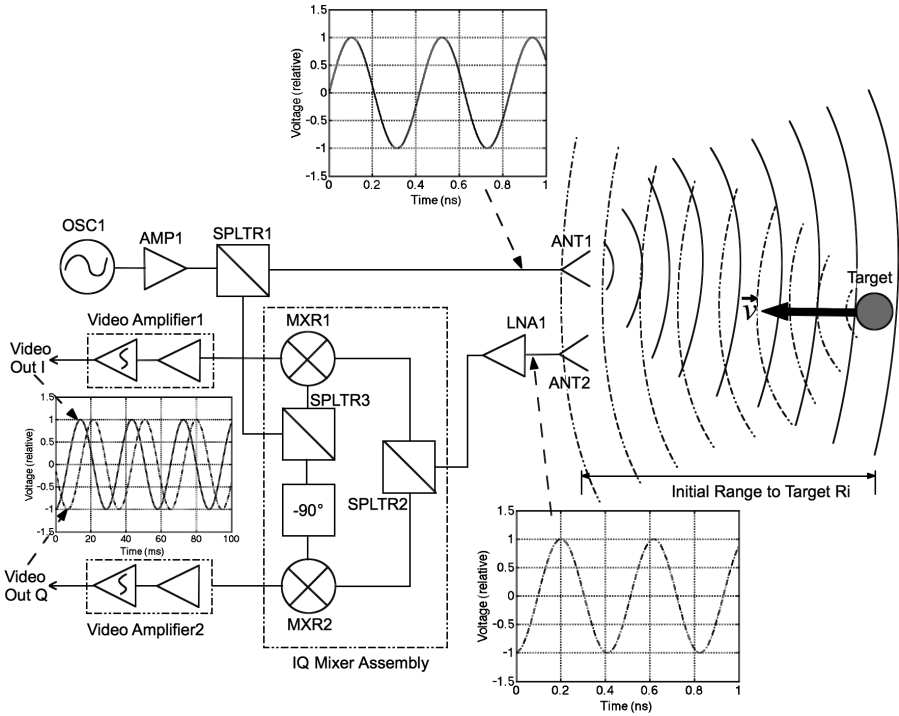 1.5
1
0.5
0
-0.5
-1
-1.5
Voltage (relative)
0 0.2 0.4 0.6 0.8 1
Time (ns)
OSC1
AMP1
SPLTR1
ANT1
Target
v
Video Amplifier1
MXR1
LNA1
Video
Out I
ANT2
SPLTR3
1.5
1
0.5
0
-0.5
-1
-1.5
Voltage (relative)
0 20 40 60 80 100
Time (ms)
SPLTR2
-90°
Initial Range to Target Ri
Video
Out Q
Video Amplifier2
MXR2
IQ Mixer Assembly
1.5
1
0.5
0
-0.5
-1
-1.5
Voltage (relative)
0 0.2 0.4 0.6 0.8 1
Time (ns)